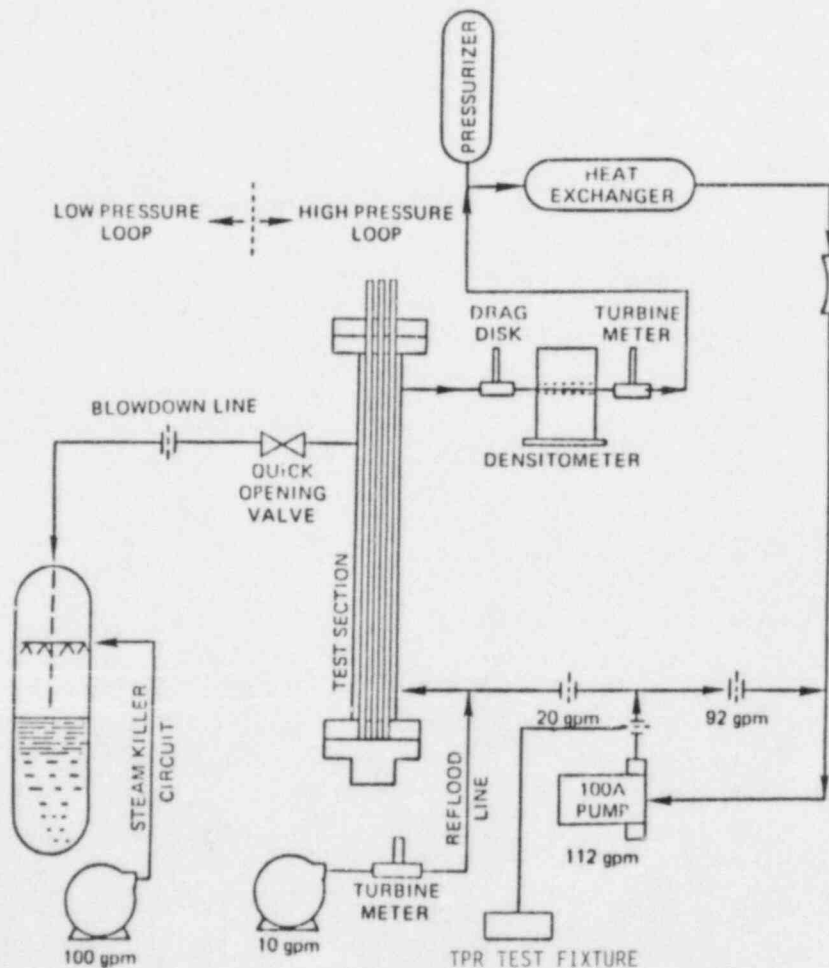 PRESSURIZER
HEAT
EXCHANGER
LOW PRESSURE
LOOP
HIGH PRESSURE
LOOP
DRAG
DISK
TURBINE
METER
BLOWDOWN LINE
DENSITOMETER
QUICK
OPENING
VALVE
TEST SECTION
STEAM KILLER
CIRCUIT
20 gpm
92 gpm
REFLOOD
LINE
100A
PUMP
112 gpm
TURBINE
METER
10 gpm
100 gpm
TPR TEST FIXTURE